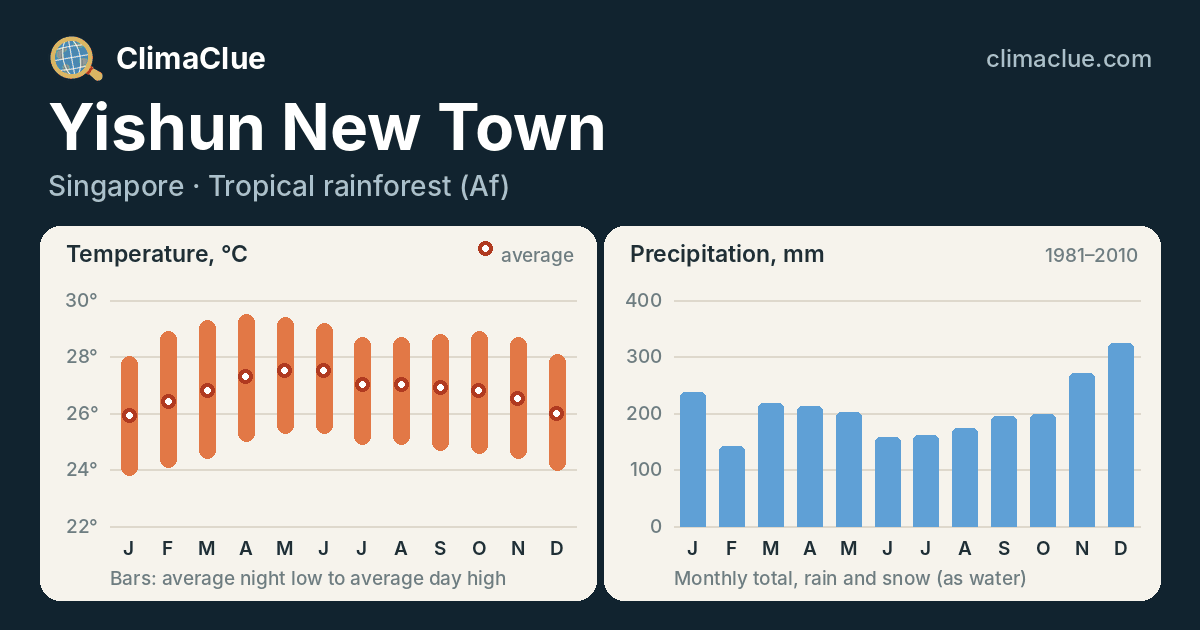 ClimaClue
climaclue.com
Yishun New Town
Singapore · Tropical rainforest (Af)
Temperature, °C
average
30°
28°
26°
24°
22°
J F M A M J J A S O N D
Bars: average night low to average day high
Precipitation, mm
1981–2010
400
300
200
100
0
J F M A M J J A S O N D
Monthly total, rain and snow (as water)